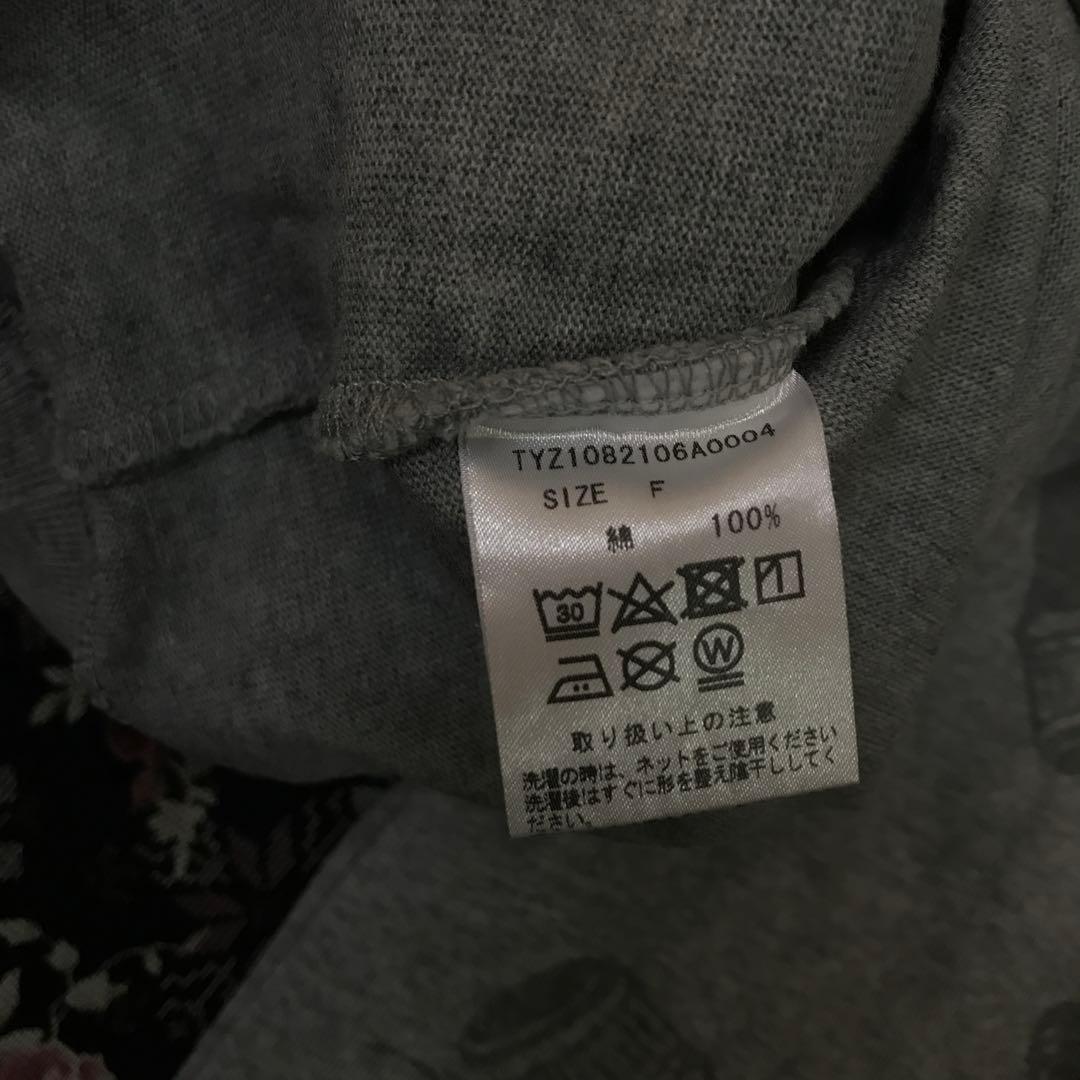 TYZ1082106A0004
SIZE F
綿 100%
30
W
取り扱い上の注意
洗濯の時は、ネットをご使用ください
洗濯後はすぐに形を整え陰干ししてく
ださい。